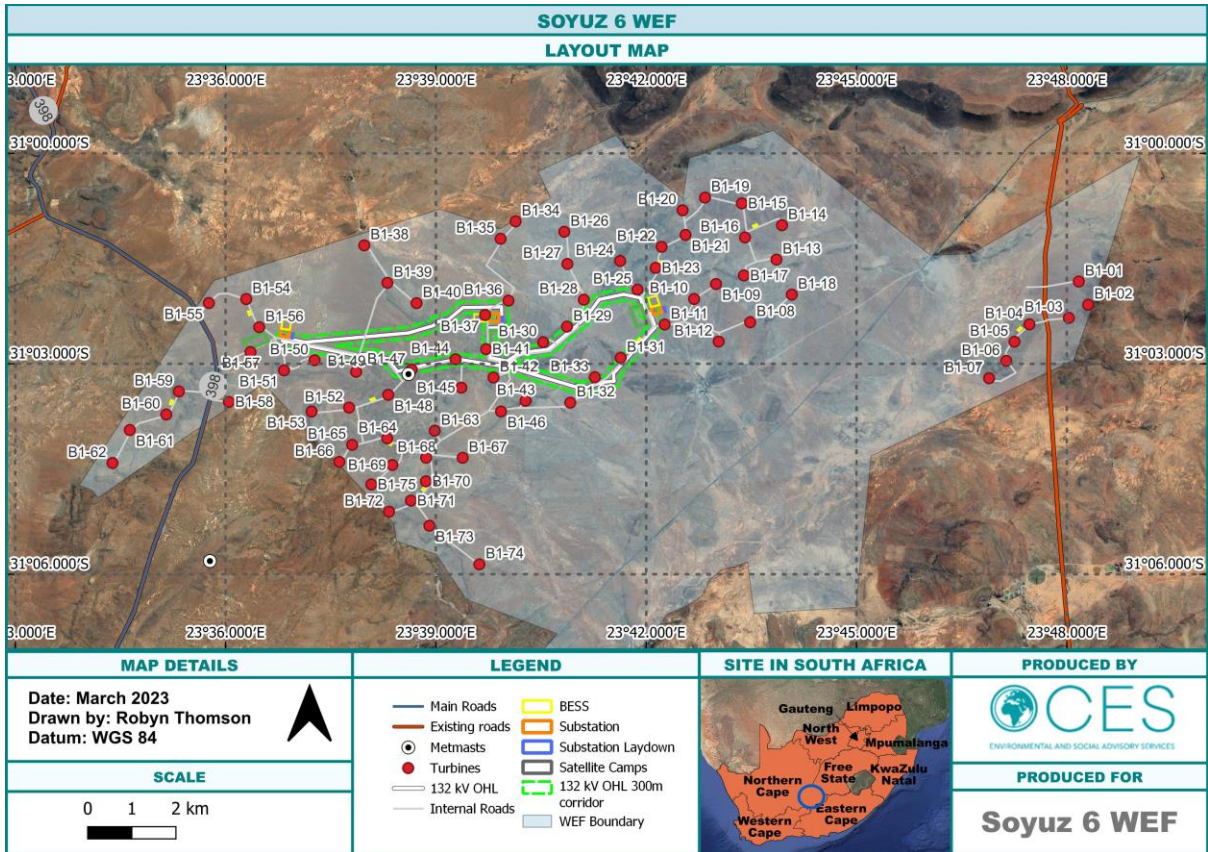 SOYUZ 6 WEF
LAYOUT MAP
3.000'E
23°36.000'E
23°39.000'E
23°42.000'E
23°45.000'E
23°48.000'E
398
31°00.000'S
31°00.000'S
B1-19
B1-20
B1-15
B1-14
B1-34
B1-26
B1-35
B1-16
B1-38
B1-22
B1-21
B1-24
B1-27
B1-13
B1-23
B1-17
B1-39
B1-25
B1-01
B1-10
B1-18
B1-54
B1-40
B1-36
B1-28
B1-09
B1-02
B1-55
B1-03
B1-04
B1-56
B1-37
B1-30
B1-29
B1-11
B1-08
B1-12
B1-05
B1-50
B1-41
B1-06
31°03.000'S
31°03.000'S
B1-57
B1-44
B1-47
B1-49
B1-42
B1-31
B1-07
B1-51
B1-33
B1-59
398
B1-45
B1-43
B1-32
B1-60
B1-58
B1-52
B1-48
B1-53
B1-46
B1-63
B1-61
B1-65
B1-64
B1-62
B1-66
B1-68
B1-67
B1-69
B1-75
B1-70
B1-72
B1-71
B1-73
B1-74
31°06.000'S
31°06.000'S
3.000'E
23°36.000'E
23°39.000'E
23°42.000'E
23°45.000'E
23°48.000'E
MAP DETAILS
Date: March 2023
Drawn by: Robyn Thomson
Datum: WGS 84
SCALE
0 1 2 km
LEGEND
Main Roads
Existing roads
Metmasts
Turbines
132 kV OHL
Internal Roads
BESS
Substation
Substation Laydown
Satellite Camps
132 kV OHL 300m
corridor
WEF Boundary
SITE IN SOUTH AFRICA
Gauteng
Limpopo
North
West
Mpumalanga
Free
State
KwaZulu
Natal
Northern
Cape
Eastern
Cape
Western
Cape
PRODUCED BY
CES
ENVIRONMENTAL AND SOCIAL ADVISORY SERVICES
PRODUCED FOR
Soyuz 6 WEF